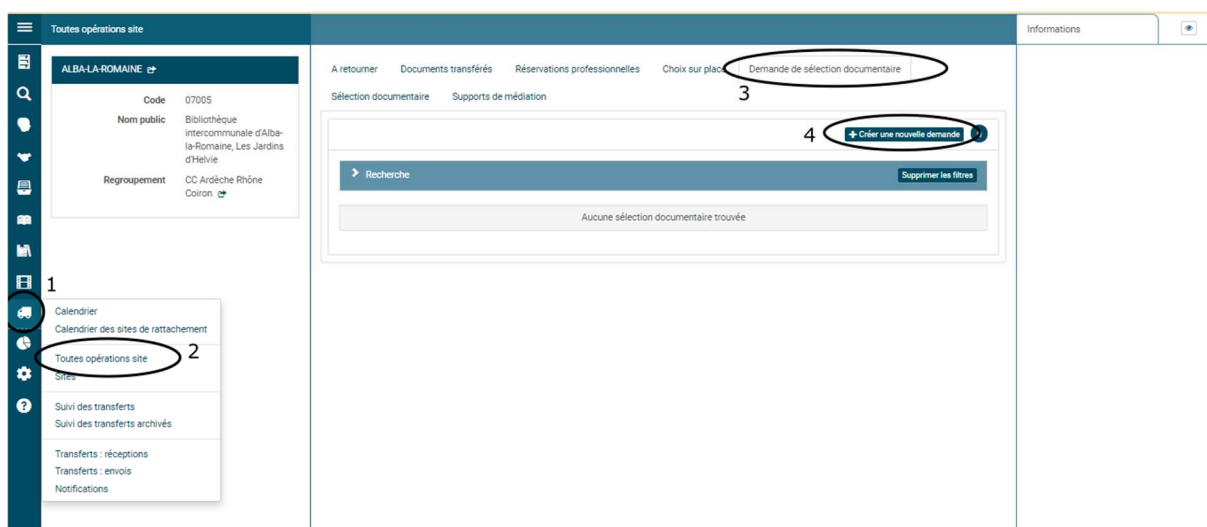 Toutes opérations site
Informations
ALBA-LA-ROMAINE
Code 07005
Nom public Bibliothèque
intercommunale d'Alba-
la-Romaine, Les Jardins
d'Helvie
Regroupement CC Ardèche Rhône
Coiron
A retourner Documents transférés Réservations professionnelles Choix sur place Demande de sélection documentaire
3
Sélection documentaire Supports de médiation
4 Créer une nouvelle demande
Recherche Supprimer les filtres
Aucune sélection documentaire trouvée
1
Calendrier
Calendrier des sites de rattachement
Toutes opérations site 2
Sites
Suivi des transferts
Suivi des transferts archivés
Transferts : réceptions
Transferts : envois
Notifications